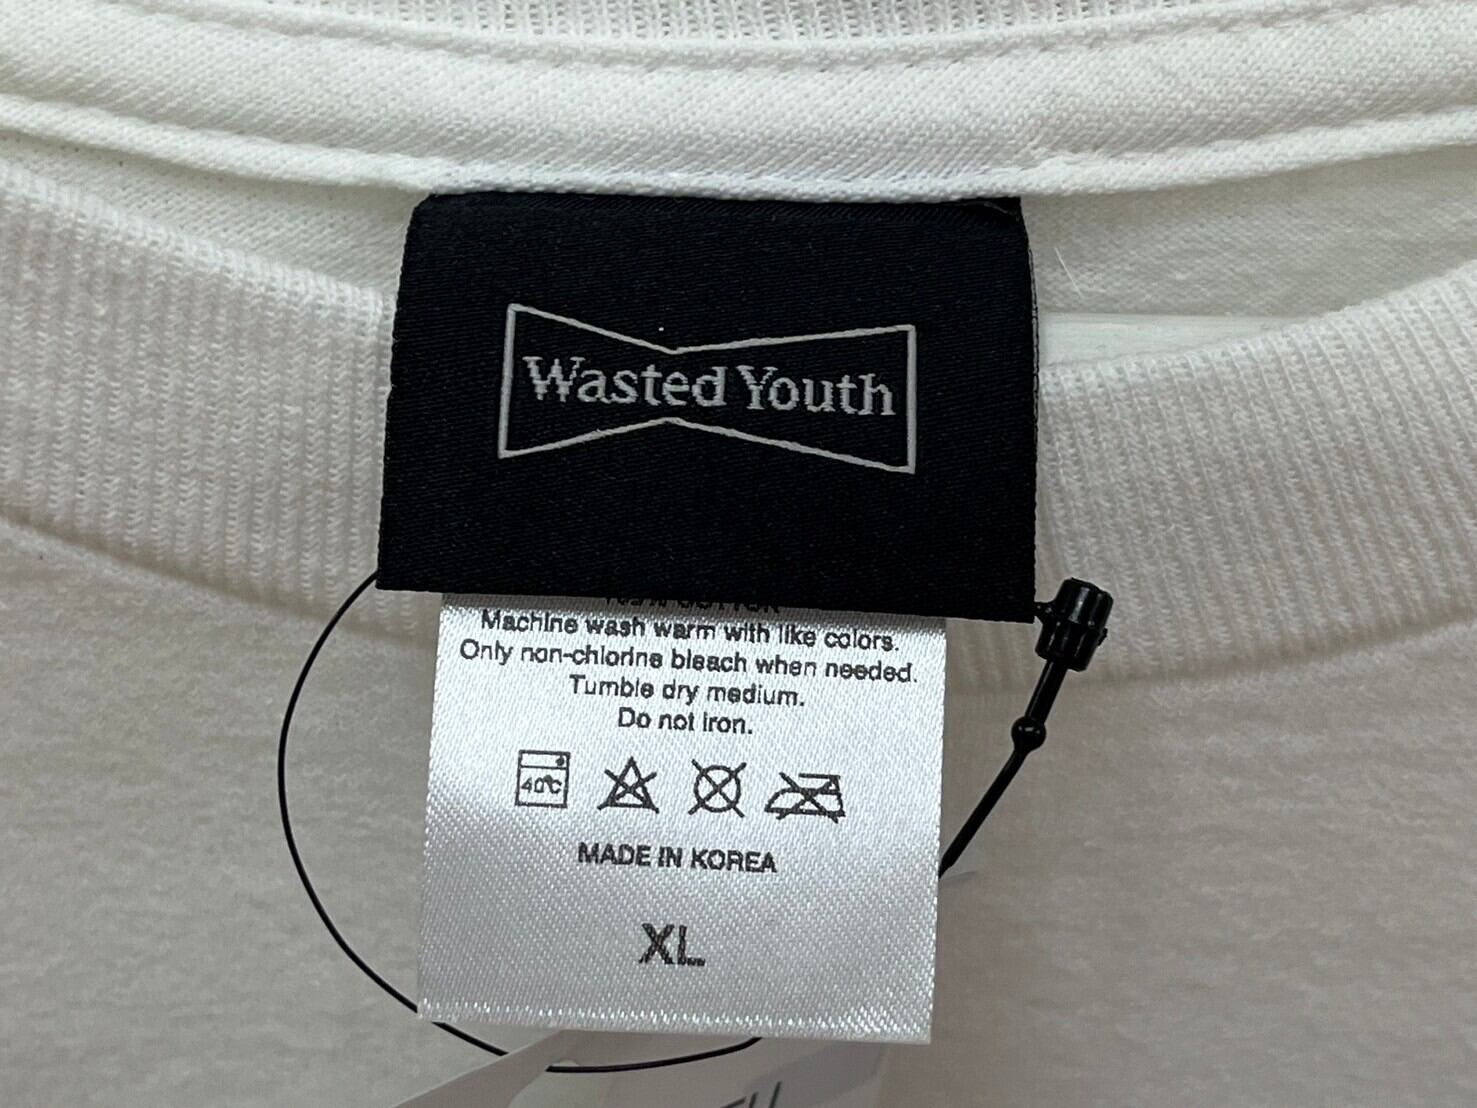 Wasted Youth
Machine wash warm with like colors.
Only non-chlorine bleach when needed.
Tumble dry medium.
Do not iron.
40℃
MADE IN KOREA
XL